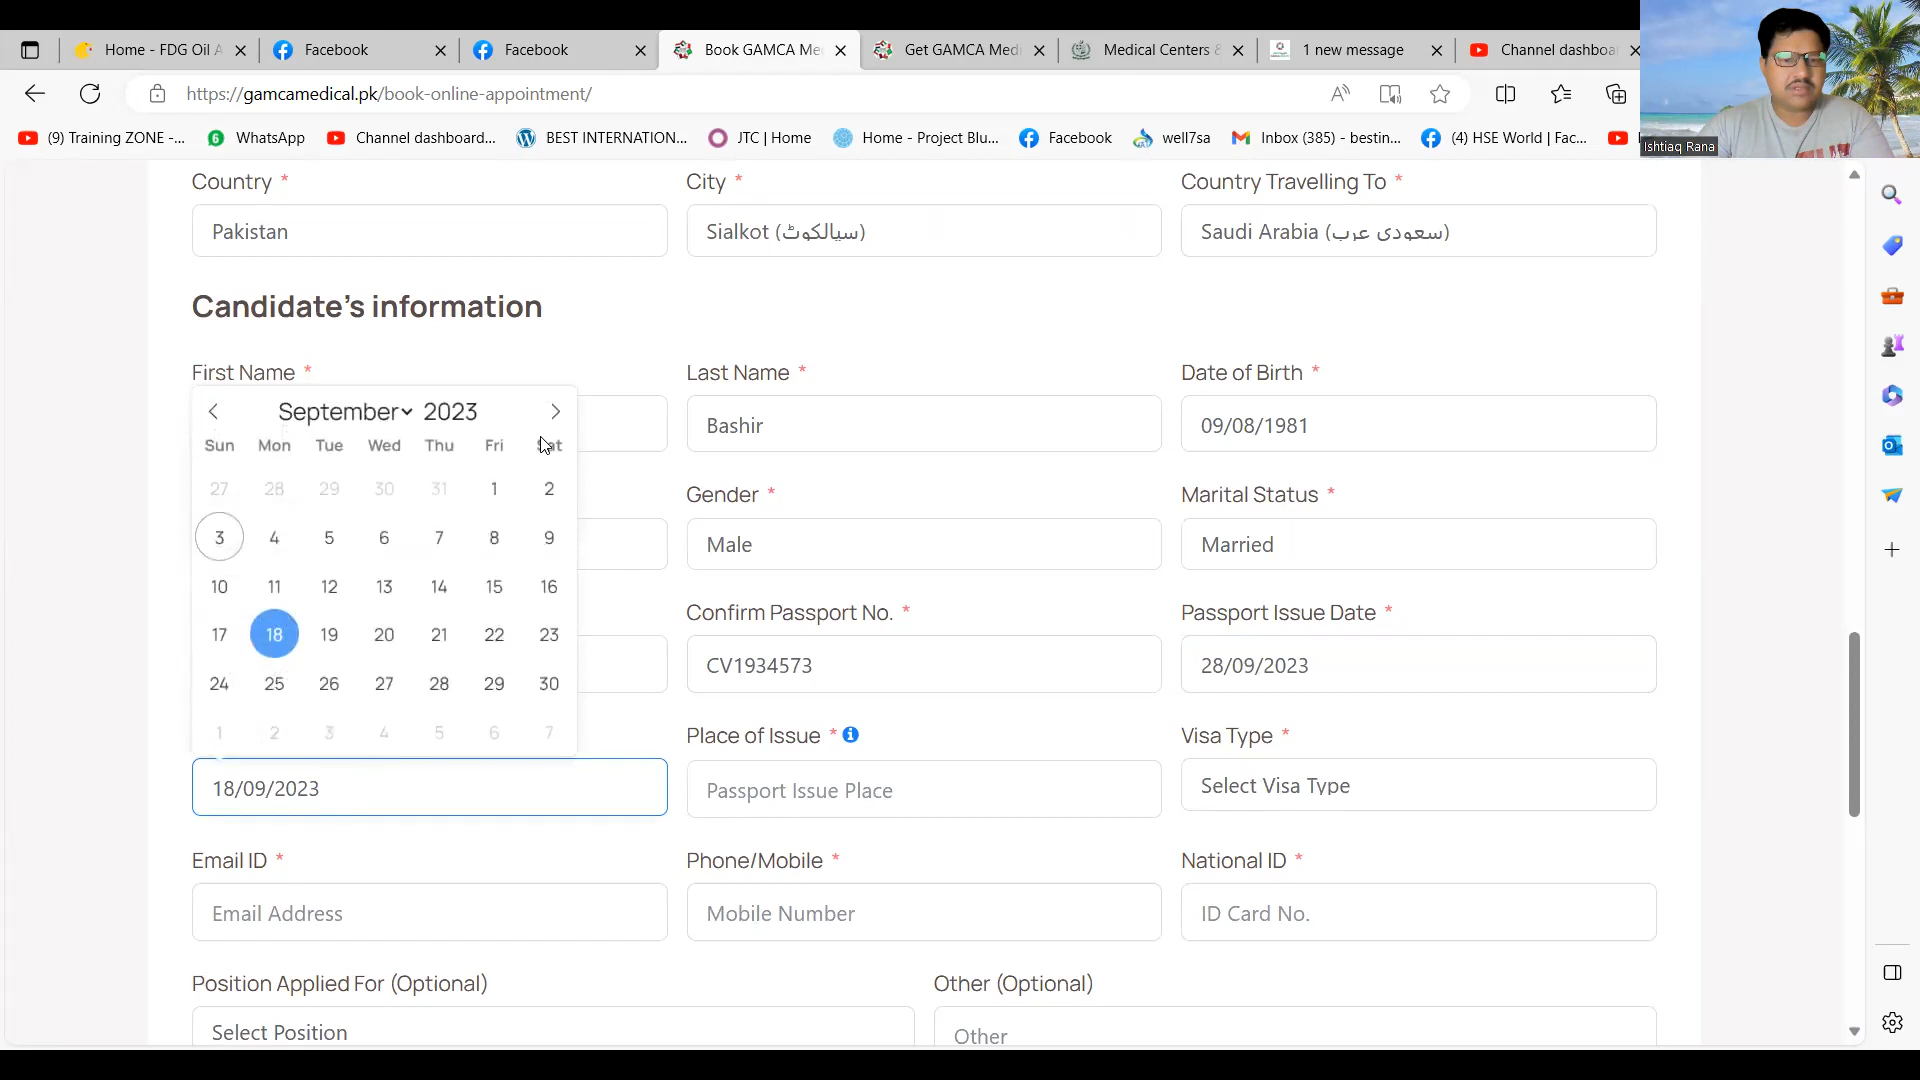 Home - FDG Oil A
Facebook
Facebook
Book GAMCA Me
Get GAMCA Med
Medical Centers &
1 new message
Channel dashboa
https://gamcamedical.pk/book-online-appointment/
(9) Training ZONE -...
WhatsApp
Channel dashboard...
BEST INTERNATION...
JTC | Home
Home - Project Blu...
Facebook
well7sa
Inbox (385) - bestin...
(4) HSE World | Fac...
Ishtiaq Rana
Country * City * Country Travelling To *
Pakistan Sialkot (سیالکوٹ) Saudi Arabia (سعودی عرب)
Candidate's information
First Name * Last Name * Date of Birth *
Bashir 09/08/1981
September 2023
Sun Mon Tue Wed Thu Fri Sat
27 28 29 30 31 1 2
3 4 5 6 7 8 9
10 11 12 13 14 15 16
17 18 19 20 21 22 23
24 25 26 27 28 29 30
1 2 3 4 5 6 7
Gender * Marital Status *
Male Married
Confirm Passport No. * Passport Issue Date *
CV1934573 28/09/2023
Place of Issue * Visa Type *
18/09/2023 Passport Issue Place Select Visa Type
Email ID * Phone/Mobile * National ID *
Email Address Mobile Number ID Card No.
Position Applied For (Optional) Other (Optional)
Select Position Other